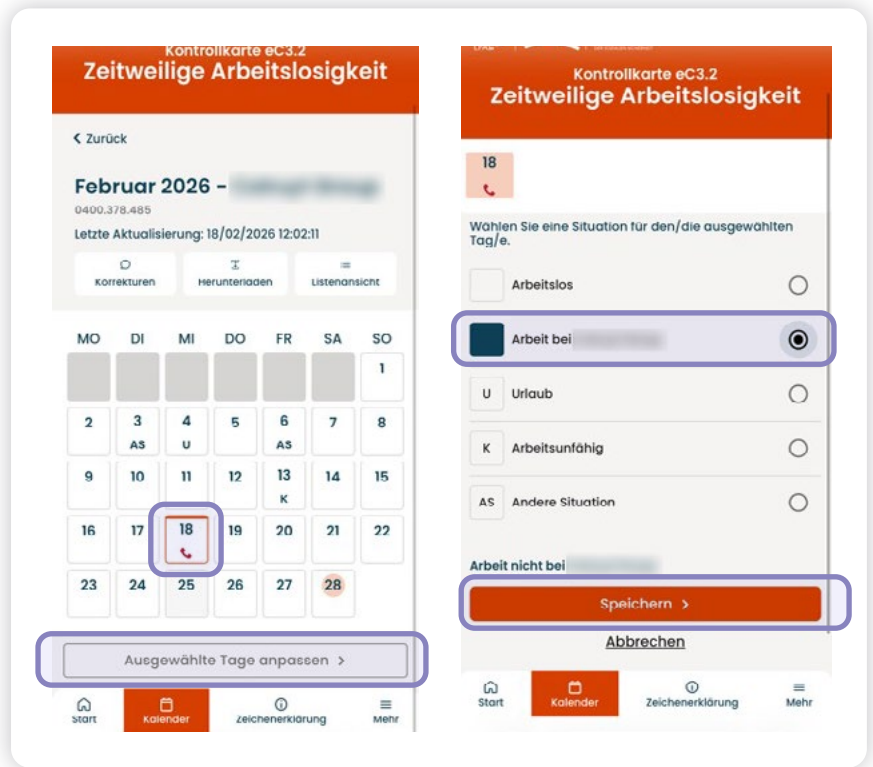 Kontrollkarte eC3.2
Zeitweilige Arbeitslosigkeit
Zurück
Februar 2026 -
0400.378.485
Letzte Aktualisierung: 18/02/2026 12:02:11
Korrekturen
Herunterladen
Listenansicht
MO DI MI DO FR SA SO
1
2 3 4 5 6 7 8
AS U AS
9 10 11 12 13 14 15
K
16 17 18 19 20 21 22
23 24 25 26 27 28
Ausgewählte Tage anpassen >
Start Kalender Zeichenerklärung Mehr
Kontrollkarte eC3.2
Zeitweilige Arbeitslosigkeit
18
Wählen Sie eine Situation für den/die ausgewählten
Tag/e.
Arbeitslos
Arbeit bei
U Urlaub
K Arbeitsunfähig
AS Andere Situation
Arbeit nicht bei
Speichern >
Abbrechen
Start Kalender Zeichenerklärung Mehr